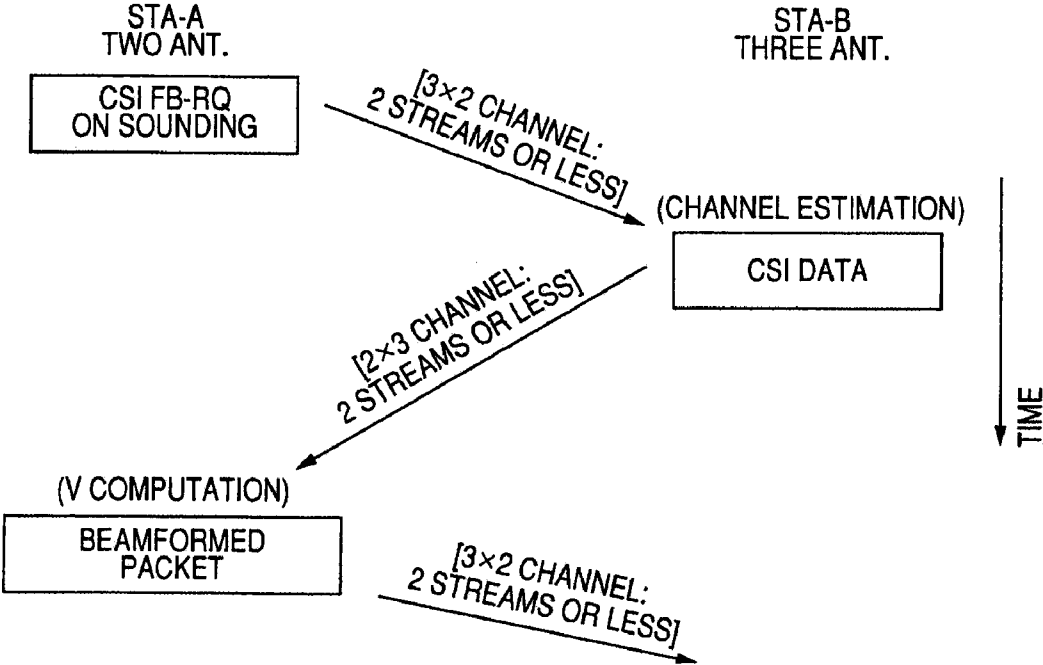 STA-A
TWO ANT.
STA-B
THREE ANT.
CSI FB-RQ
ON SOUNDING
[3×2 CHANNEL:
2 STREAMS OR LESS]
(CHANNEL ESTIMATION)
CSI DATA
[2×3 CHANNEL:
2 STREAMS OR LESS]
TIME
(V COMPUTATION)
BEAMFORMED
PACKET
[3×2 CHANNEL:
2 STREAMS OR LESS]